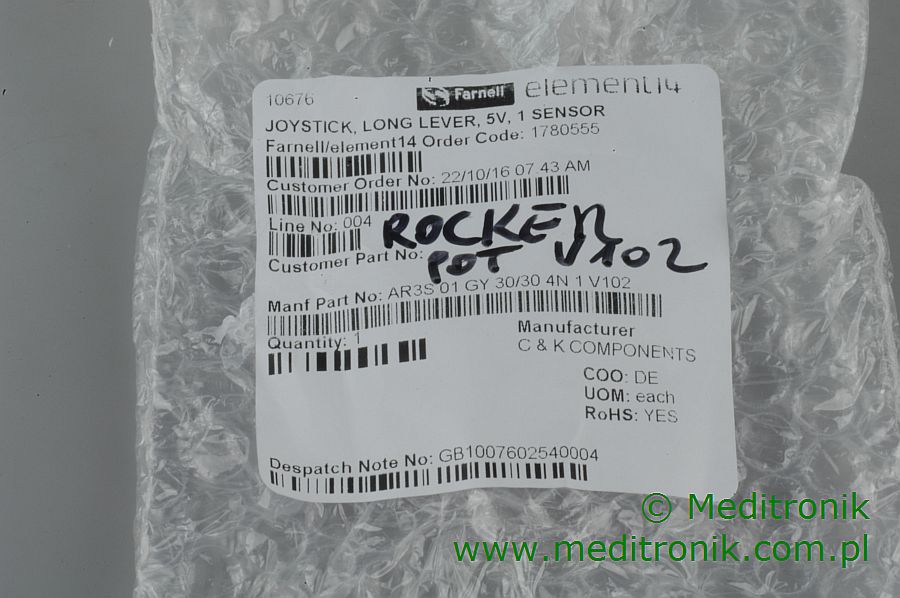 10676 Farnell element14
JOYSTICK, LONG LEVER, 5V, 1 SENSOR
Farnell/element14 Order Code: 1780555
Customer Order No: 22/10/16 07.43 AM
Line No: 004
ROCKER
POT V102
Customer Part No:
Manf Part No: AR3S 01 GY 30/30 4N 1 V102
Quantity: 1
Manufacturer
C & K COMPONENTS
COO: DE
UOM: each
RoHS: YES
Despatch Note No: GB1007602540004
© Meditronik
www.meditronik.com.pl